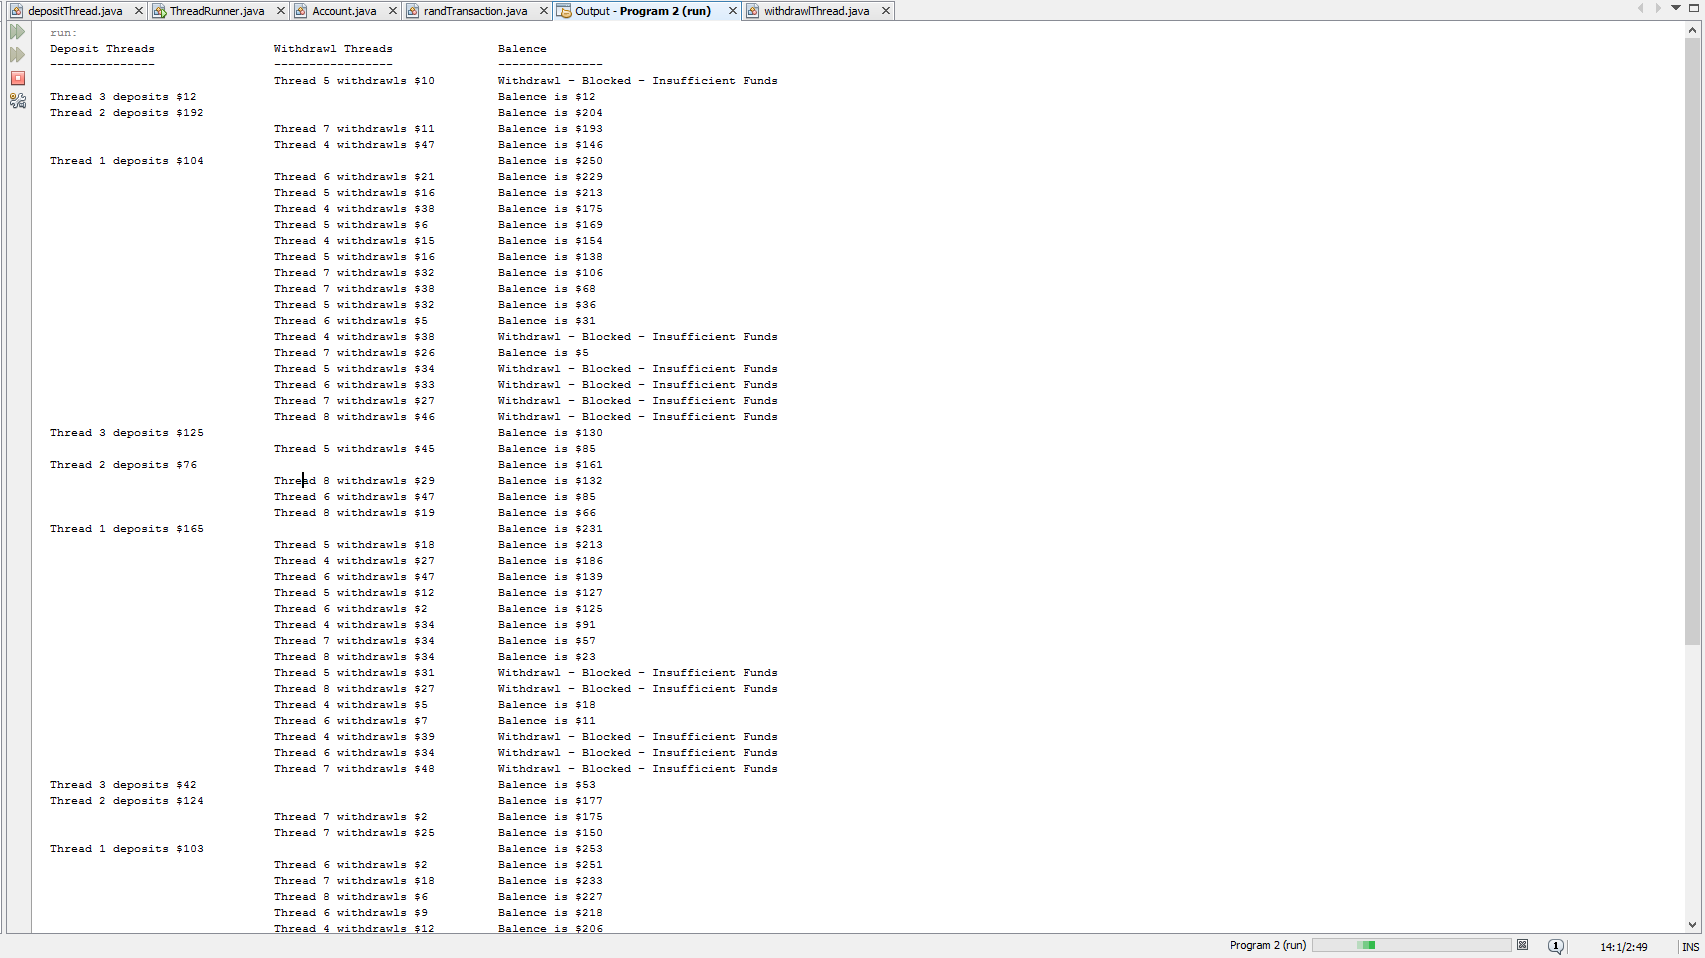 depositThread.java ThreadRunner.java Account.java randTransaction.java Output - Program 2 (run) withdrawlThread.java
run:
Deposit Threads Withdrawl Threads Balence
--------------- ----------------- ---------------
Thread 5 withdrawls $10 Withdrawl - Blocked - Insufficient Funds
Thread 3 deposits $12 Balence is $12
Thread 2 deposits $192 Balence is $204
Thread 7 withdrawls $11 Balence is $193
Thread 4 withdrawls $47 Balence is $146
Thread 1 deposits $104 Balence is $250
Thread 6 withdrawls $21 Balence is $229
Thread 5 withdrawls $16 Balence is $213
Thread 4 withdrawls $38 Balence is $175
Thread 5 withdrawls $6 Balence is $169
Thread 4 withdrawls $15 Balence is $154
Thread 5 withdrawls $16 Balence is $138
Thread 7 withdrawls $32 Balence is $106
Thread 7 withdrawls $38 Balence is $68
Thread 5 withdrawls $32 Balence is $36
Thread 6 withdrawls $5 Balence is $31
Thread 4 withdrawls $38 Withdrawl - Blocked - Insufficient Funds
Thread 7 withdrawls $26 Balence is $5
Thread 5 withdrawls $34 Withdrawl - Blocked - Insufficient Funds
Thread 6 withdrawls $33 Withdrawl - Blocked - Insufficient Funds
Thread 7 withdrawls $27 Withdrawl - Blocked - Insufficient Funds
Thread 8 withdrawls $46 Withdrawl - Blocked - Insufficient Funds
Thread 3 deposits $125 Balence is $130
Thread 5 withdrawls $45 Balence is $85
Thread 2 deposits $76 Balence is $161
Thread 8 withdrawls $29 Balence is $132
Thread 6 withdrawls $47 Balence is $85
Thread 8 withdrawls $19 Balence is $66
Thread 1 deposits $165 Balence is $231
Thread 5 withdrawls $18 Balence is $213
Thread 4 withdrawls $27 Balence is $186
Thread 6 withdrawls $47 Balence is $139
Thread 5 withdrawls $12 Balence is $127
Thread 6 withdrawls $2 Balence is $125
Thread 4 withdrawls $34 Balence is $91
Thread 7 withdrawls $34 Balence is $57
Thread 8 withdrawls $34 Balence is $23
Thread 5 withdrawls $31 Withdrawl - Blocked - Insufficient Funds
Thread 8 withdrawls $27 Withdrawl - Blocked - Insufficient Funds
Thread 4 withdrawls $5 Balence is $18
Thread 6 withdrawls $7 Balence is $11
Thread 4 withdrawls $39 Withdrawl - Blocked - Insufficient Funds
Thread 6 withdrawls $34 Withdrawl - Blocked - Insufficient Funds
Thread 7 withdrawls $48 Withdrawl - Blocked - Insufficient Funds
Thread 3 deposits $42 Balence is $53
Thread 2 deposits $124 Balence is $177
Thread 7 withdrawls $2 Balence is $175
Thread 7 withdrawls $25 Balence is $150
Thread 1 deposits $103 Balence is $253
Thread 6 withdrawls $2 Balence is $251
Thread 7 withdrawls $18 Balence is $233
Thread 8 withdrawls $6 Balence is $227
Thread 6 withdrawls $9 Balence is $218
Thread 4 withdrawls $12 Balence is $206
Program 2 (run) 1 14:1/2:49 INS